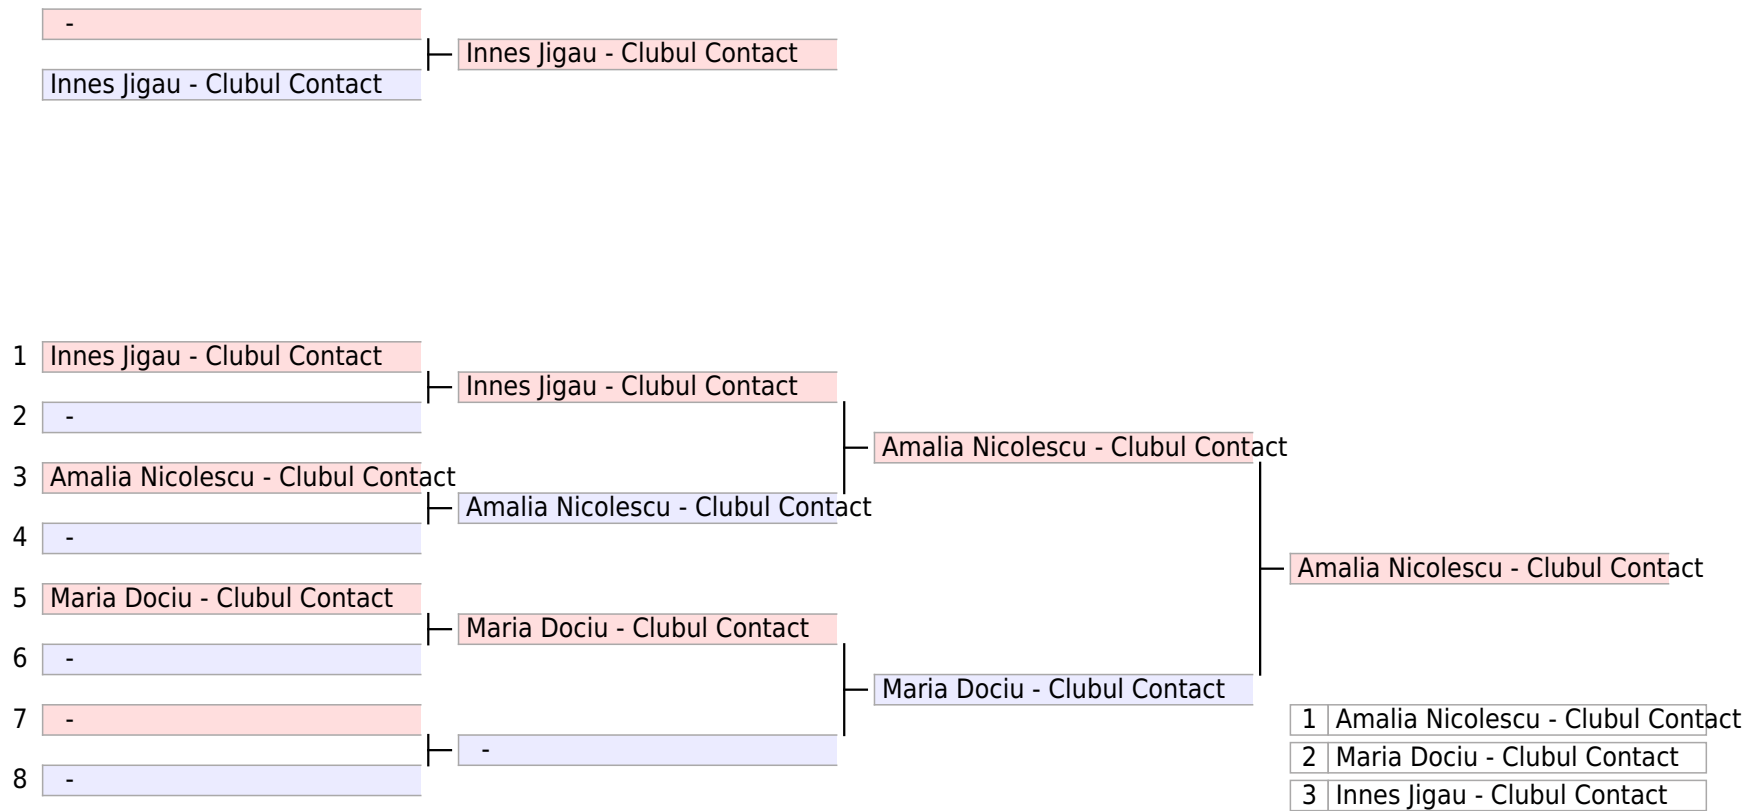 -
Innes Jigau - Clubul Contact
Innes Jigau - Clubul Contact
1 Innes Jigau - Clubul Contact
Innes Jigau - Clubul Contact
2 -
Amalia Nicolescu - Clubul Contact
3 Amalia Nicolescu - Clubul Contact
Amalia Nicolescu - Clubul Contact
4 -
Amalia Nicolescu - Clubul Contact
5 Maria Dociu - Clubul Contact
Maria Dociu - Clubul Contact
6 -
Maria Dociu - Clubul Contact
7 -
-
8 -
1 Amalia Nicolescu - Clubul Contact
2 Maria Dociu - Clubul Contact
3 Innes Jigau - Clubul Contact